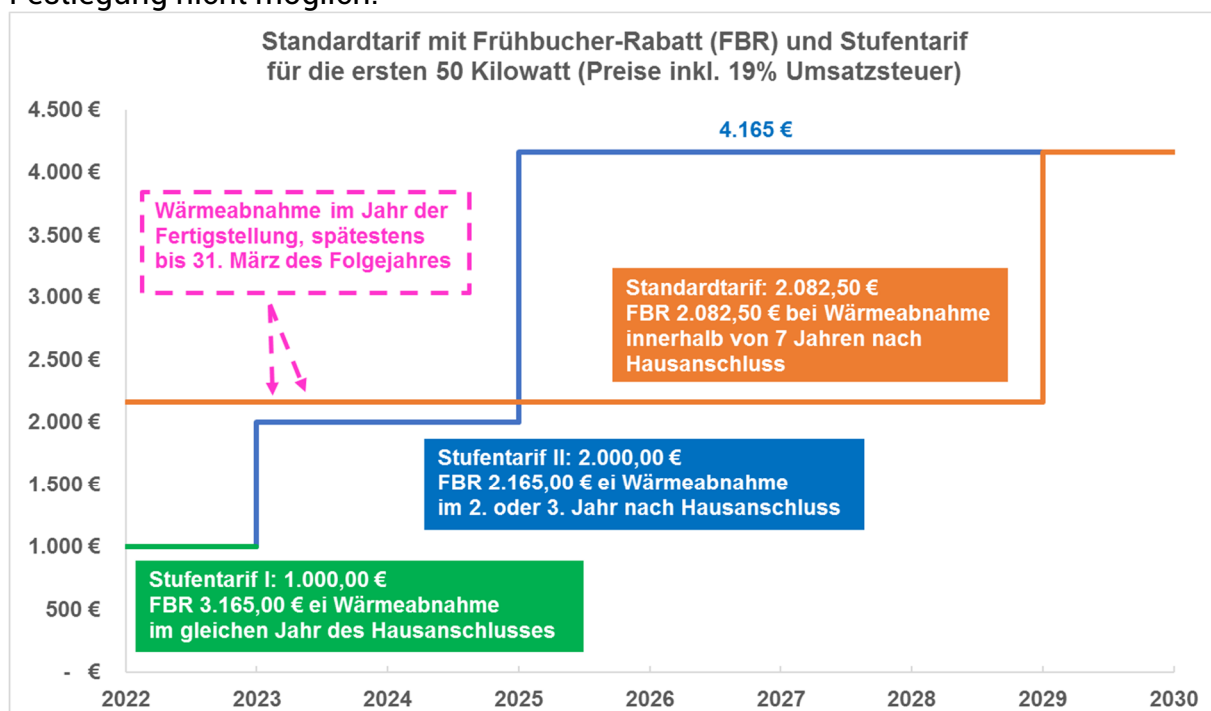 Festlegung nicht möglich.
Standardtarif mit Frühbucher-Rabatt (FBR) und Stufentarif
für die ersten 50 Kilowatt (Preise inkl. 19% Umsatzsteuer)
4.500 €
4.000 €
3.500 €
3.000 €
2.500 €
2.000 €
1.500 €
1.000 €
500 €
- €
4.165 €
Wärmeabnahme im Jahr der
Fertigstellung, spätestens
bis 31. März des Folgejahres
Standardtarif: 2.082,50 €
FBR 2.082,50 € bei Wärmeabnahme
innerhalb von 7 Jahren nach
Hausanschluss
Stufentarif II: 2.000,00 €
FBR 2.165,00 € ei Wärmeabnahme
im 2. oder 3. Jahr nach Hausanschluss
Stufentarif I: 1.000,00 €
FBR 3.165,00 € ei Wärmeabnahme
im gleichen Jahr des Hausanschlusses
2022 2023 2024 2025 2026 2027 2028 2029 2030